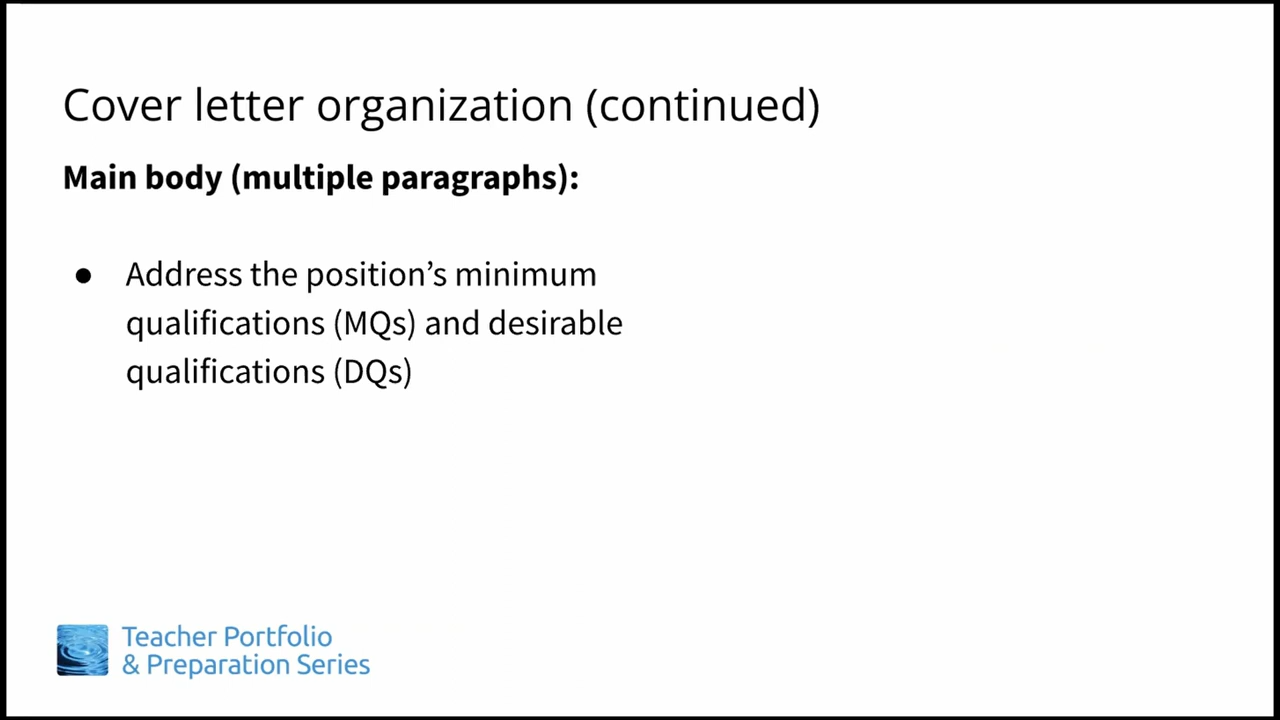 Cover letter organization (continued)
Main body (multiple paragraphs):
● Address the position’s minimum
qualifications (MQs) and desirable
qualifications (DQs)
Teacher Portfolio
& Preparation Series